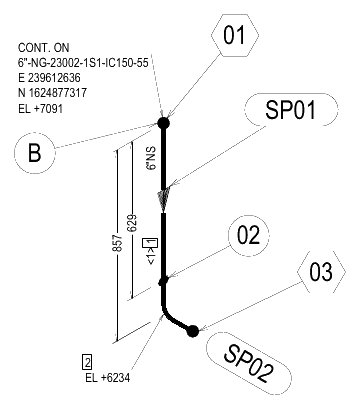 01
CONT. ON
6"-NG-23002-1S1-IC150-55
E 239612636
N 1624877317
EL +7091
SP01
B
6"NS
629
857
<1>
1
02
03
2
EL +6234
SP02